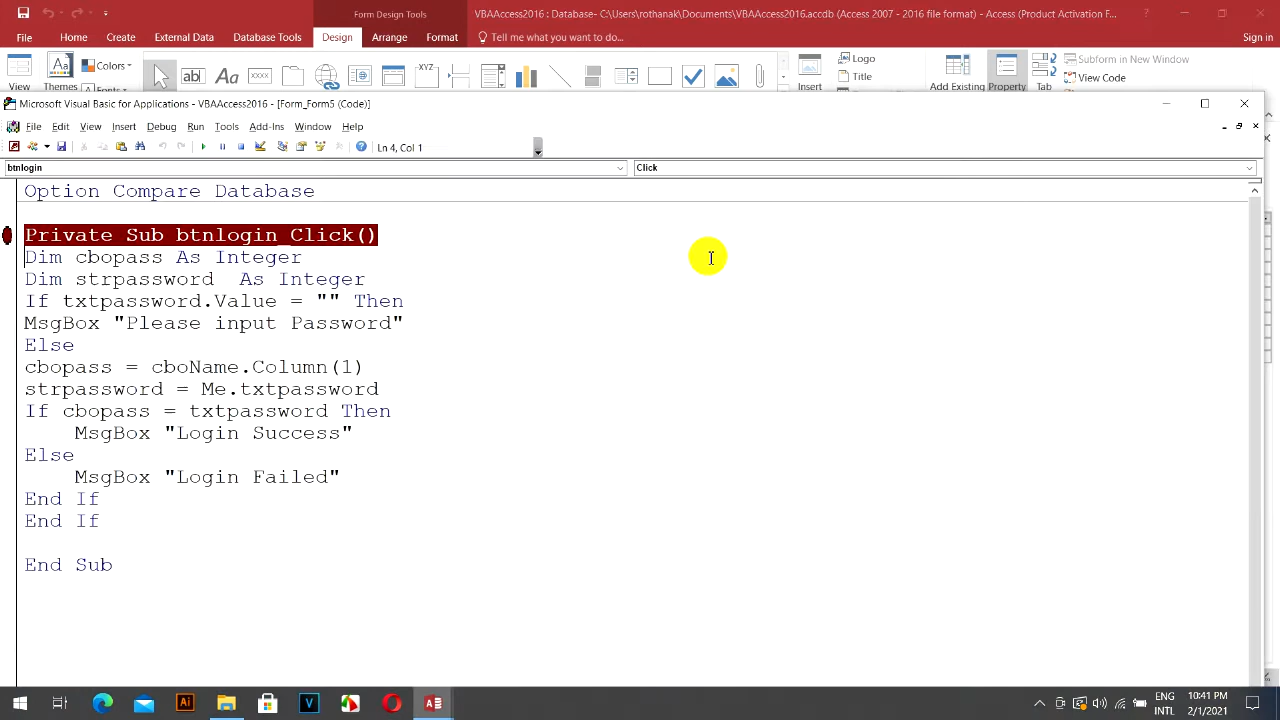 Form Design Tools
VBAAccess2016 : Database- C:\Users\rothanak\Documents\VBAAccess2016.accdb (Access 2007 - 2016 file format) - Access (Product Activation F...
File Home Create External Data Database Tools Design Arrange Format Tell me what you want to do... Sign in
Colors
Logo
Title
Subform in New Window
View Code
View Themes Fonts Insert Add Existing Property Tab
Microsoft Visual Basic for Applications - VBAAccess2016 - [Form_Form5 (Code)]
File Edit View Insert Debug Run Tools Add-Ins Window Help
Ln 4, Col 1
btnlogin Click
Option Compare Database
Private Sub btnlogin_Click()
Dim cbopass As Integer
Dim strpassword  As Integer
If txtpassword.Value = "" Then
MsgBox "Please input Password"
Else
cbopass = cboName.Column(1)
strpassword = Me.txtpassword
If cbopass = txtpassword Then
    MsgBox "Login Success"
Else
    MsgBox "Login Failed"
End If
End If
End Sub
ENG 10:41 PM
INTL 2/1/2021